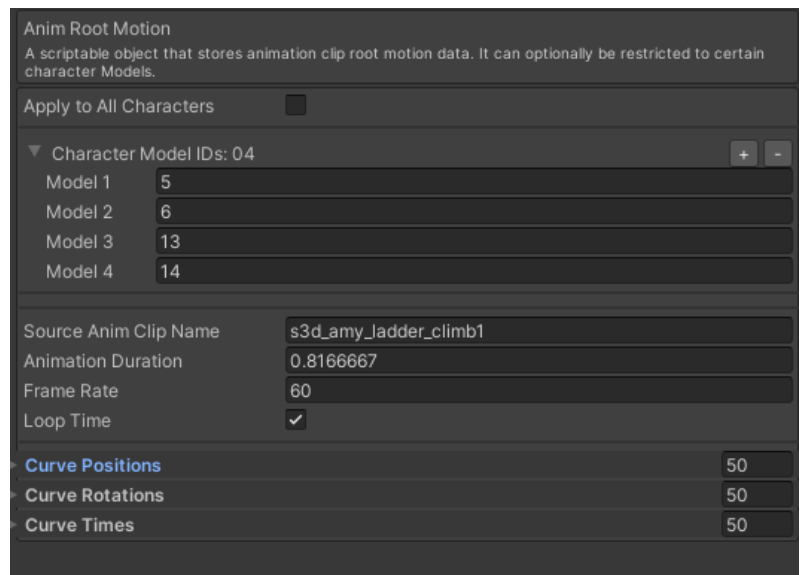 Anim Root Motion
A scriptable object that stores animation clip root motion data. It can optionally be restricted to certain
character Models.
Apply to All Characters
Character Model IDs: 04 + -
Model 1 5
Model 2 6
Model 3 13
Model 4 14
Source Anim Clip Name s3d_amy_ladder_climb1
Animation Duration 0.8166667
Frame Rate 60
Loop Time
Curve Positions 50
Curve Rotations 50
Curve Times 50